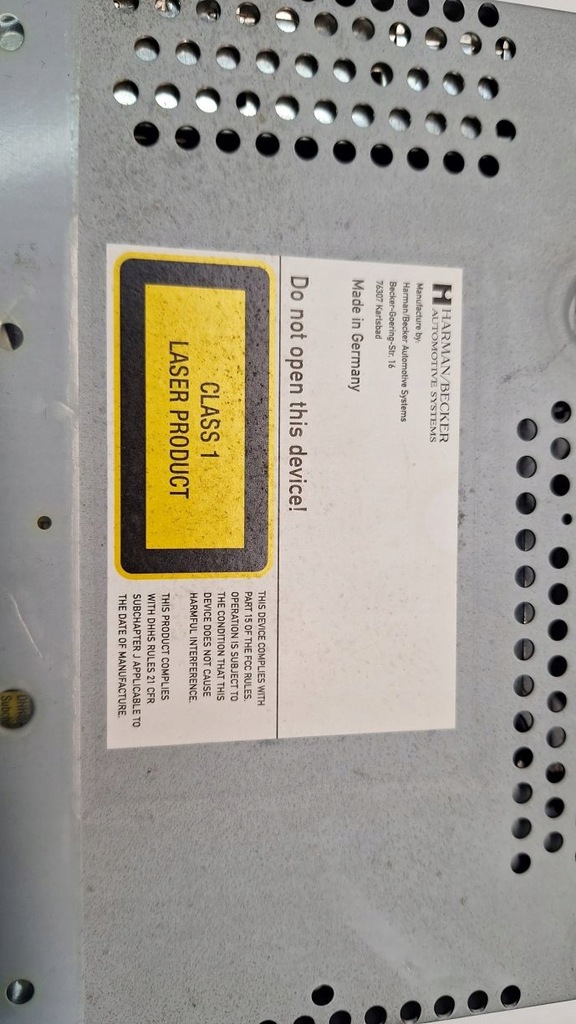 HARMAN/BECKER
AUTOMOTIVE SYSTEMS
Manufacture by:
Harman/Becker Automotive Systems
Becker-Goering-Str. 16
76307 Karlsbad
Made in Germany
Do not open this device!
CLASS 1
LASER PRODUCT
THIS DEVICE COMPLIES WITH
PART 15 OF THE FCC RULES.
OPERATION IS SUBJECT TO
THE CONDITION THAT THIS
DEVICE DOES NOT CAUSE
HARMFUL INTERFERENCE.
THIS PRODUCT COMPLIES
WITH DHHS RULES 21 CFR
SUBCHAPTER J APPLICABLE TO
THE DATE OF MANUFACTURE.